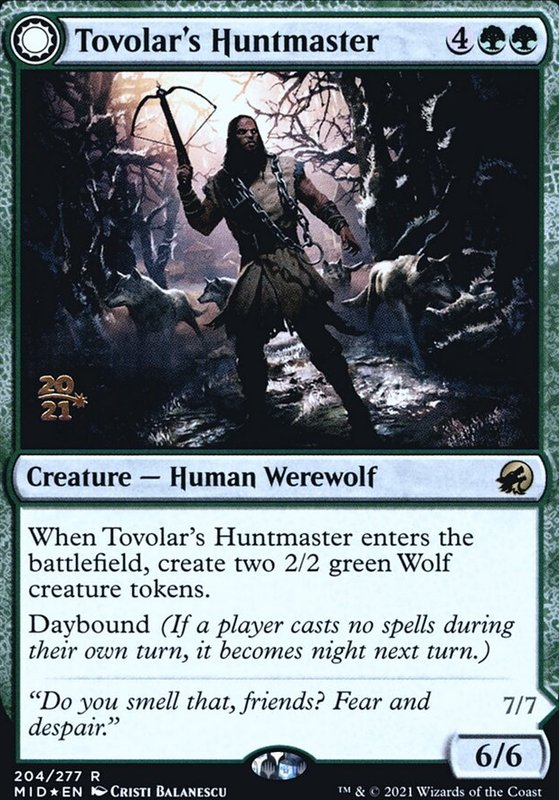 Tovolar's Huntmaster 4
20
21
Creature — Human Werewolf
When Tovolar's Huntmaster enters the
battlefield, create two 2/2 green Wolf
creature tokens.
Daybound (If a player casts no spells during
their own turn, it becomes night next turn.)
"Do you smell that, friends? Fear and
despair."
7/7
6/6
204/277 R
MID★EN Cristi Balanescu
™ & © 2021 Wizards of the Coast